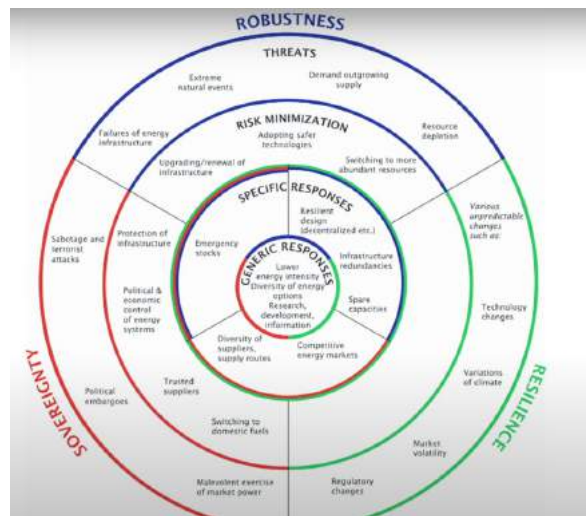 ROBUSTNESS
THREATS
Extreme
natural events
Demand outgrowing
supply
Failures of energy
infrastructure
Resource
depletion
RISK MINIMIZATION
Adopting safer
technologies
Upgrading/renewal of
infrastructure
Switching to more
abundant resources
SPECIFIC RESPONSES
Resilient
design
(decentralized etc.)
Emergency
stocks
Infrastructure
redundancies
Spare
capacities
Diversity of
suppliers,
supply routes
Competitive
energy markets
GENERIC RESPONSES
Lower
energy intensity
Diversity of energy
options
Research,
development,
information
Sabotage and
terrorist
attacks
Protection of
infrastructure
Political &
economic
control
of energy
systems
Trusted
suppliers
Switching to
domestic fuels
Political
embargoes
Malevolent exercise
of market power
SOVEREIGNTY
Various
unpredictable
changes
such as:
Technology
changes
Variations
of climate
Market
volatility
Regulatory
changes
RESILIENCE